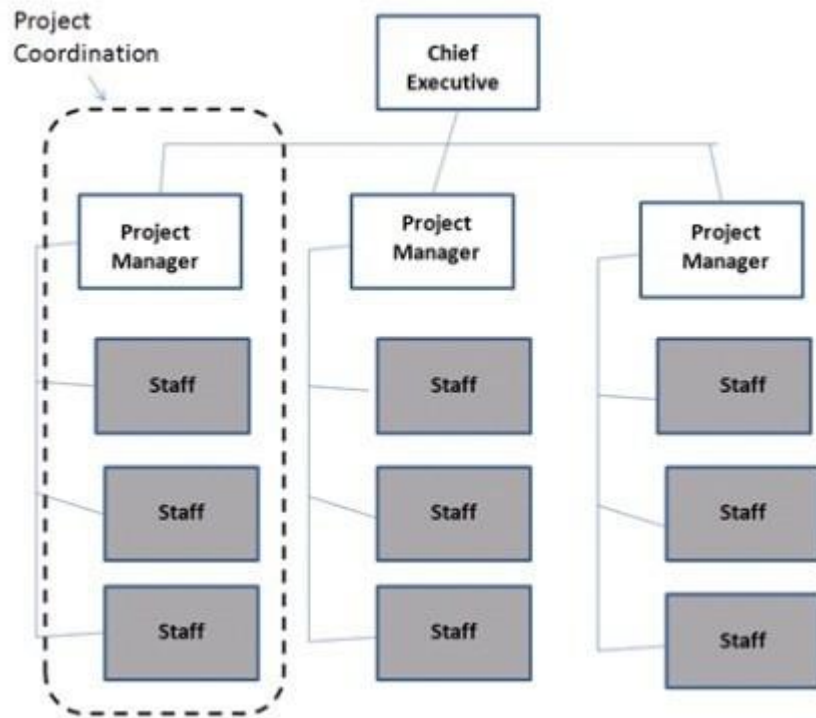 Project
Coordination
Chief
Executive
Project
Manager
Project
Manager
Project
Manager
Staff
Staff
Staff
Staff
Staff
Staff
Staff
Staff
Staff